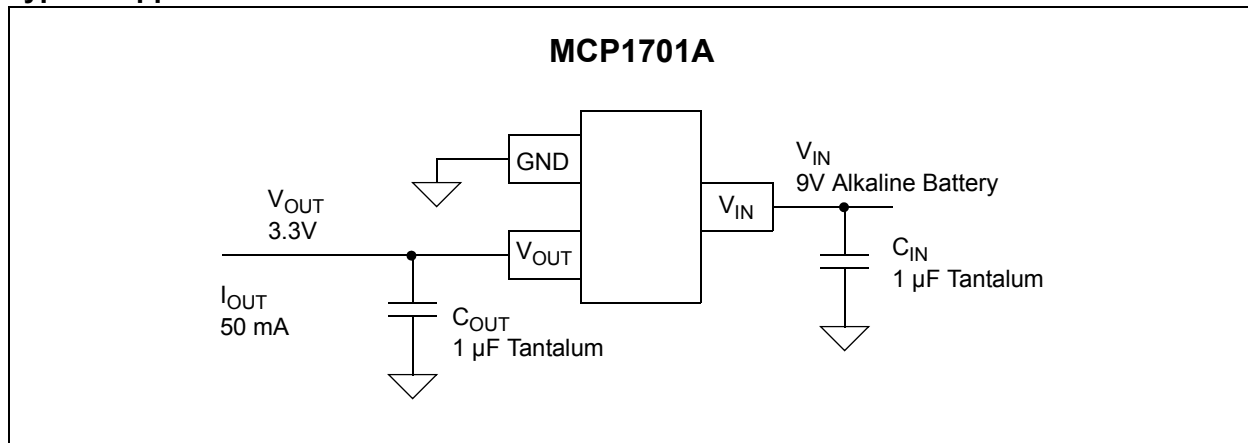 MCP1701A
GND
V_IN
9V Alkaline Battery
V_IN
V_OUT
3.3V
V_OUT
C_IN
1 µF Tantalum
I_OUT
50 mA
C_OUT
1 µF Tantalum